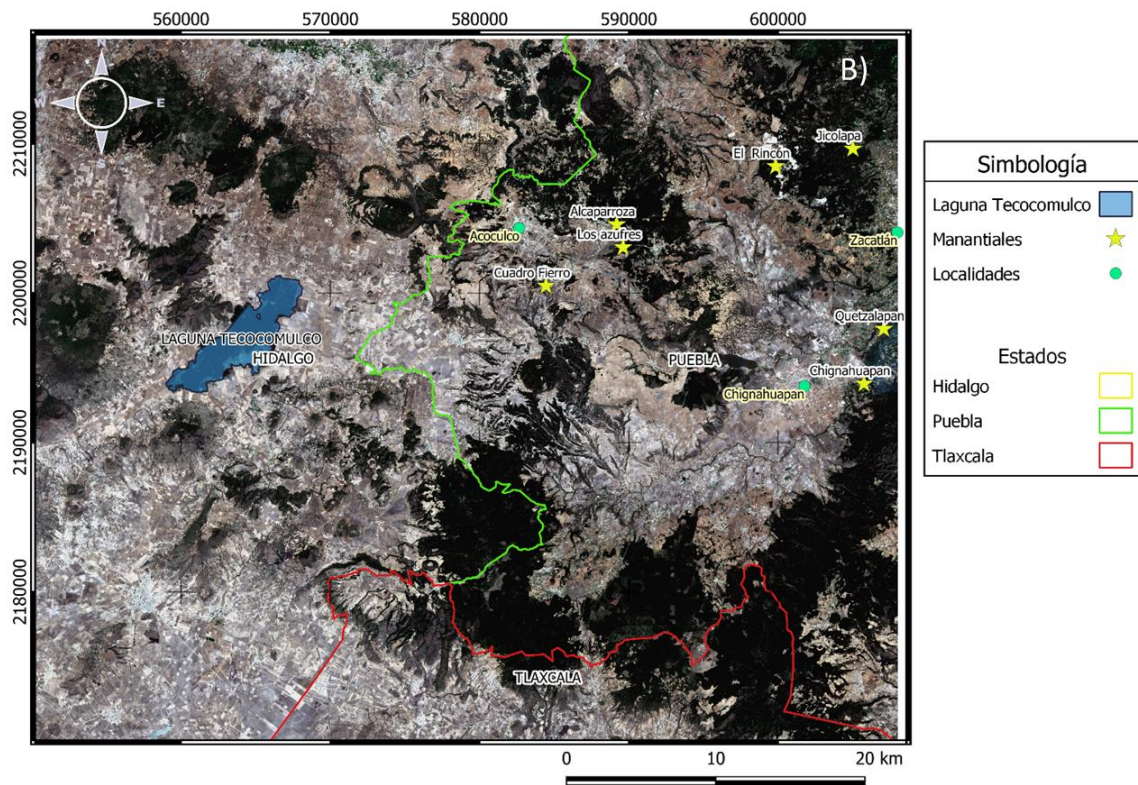 560000 570000 580000 590000 600000
N
W E
S
B)
2210000
2200000
2190000
2180000
Jicolapa
El Rincón
Alcaparroza
Acoculco
Los azufres
Zacatlán
Cuadro Fierro
Quetzalapan
LAGUNA TECOCOMULCO
HIDALGO
PUEBLA
Chignahuapan
Chignahuapan
TLAXCALA
0 10 20 km
Simbología
Laguna Tecocomulco
Manantiales
Localidades
Estados
Hidalgo
Puebla
Tlaxcala